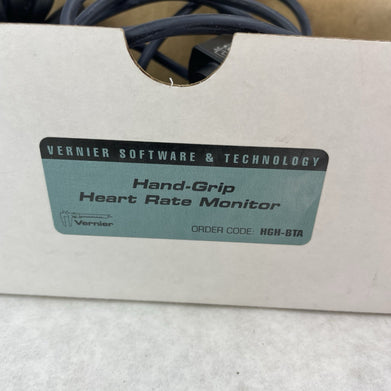 VERNIER SOFTWARE & TECHNOLOGY
Hand-Grip
Heart Rate Monitor
Vernier
ORDER CODE: HGH-BTA